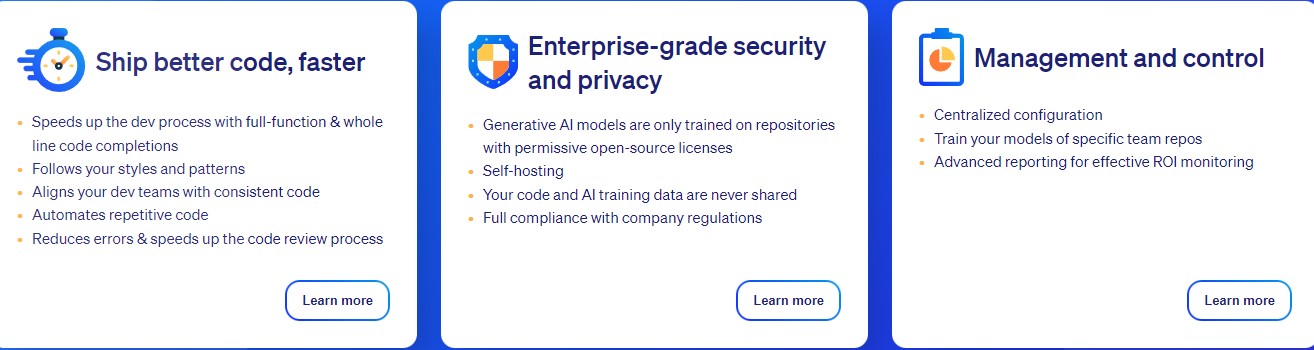 Ship better code, faster
Speeds up the dev process with full-function & whole
line code completions
Follows your styles and patterns
Aligns your dev teams with consistent code
Automates repetitive code
Reduces errors & speeds up the code review process
Learn more
Enterprise-grade security
and privacy
Generative AI models are only trained on repositories
with permissive open-source licenses
Self-hosting
Your code and AI training data are never shared
Full compliance with company regulations
Learn more
Management and control
Centralized configuration
Train your models of specific team repos
Advanced reporting for effective ROI monitoring
Learn more